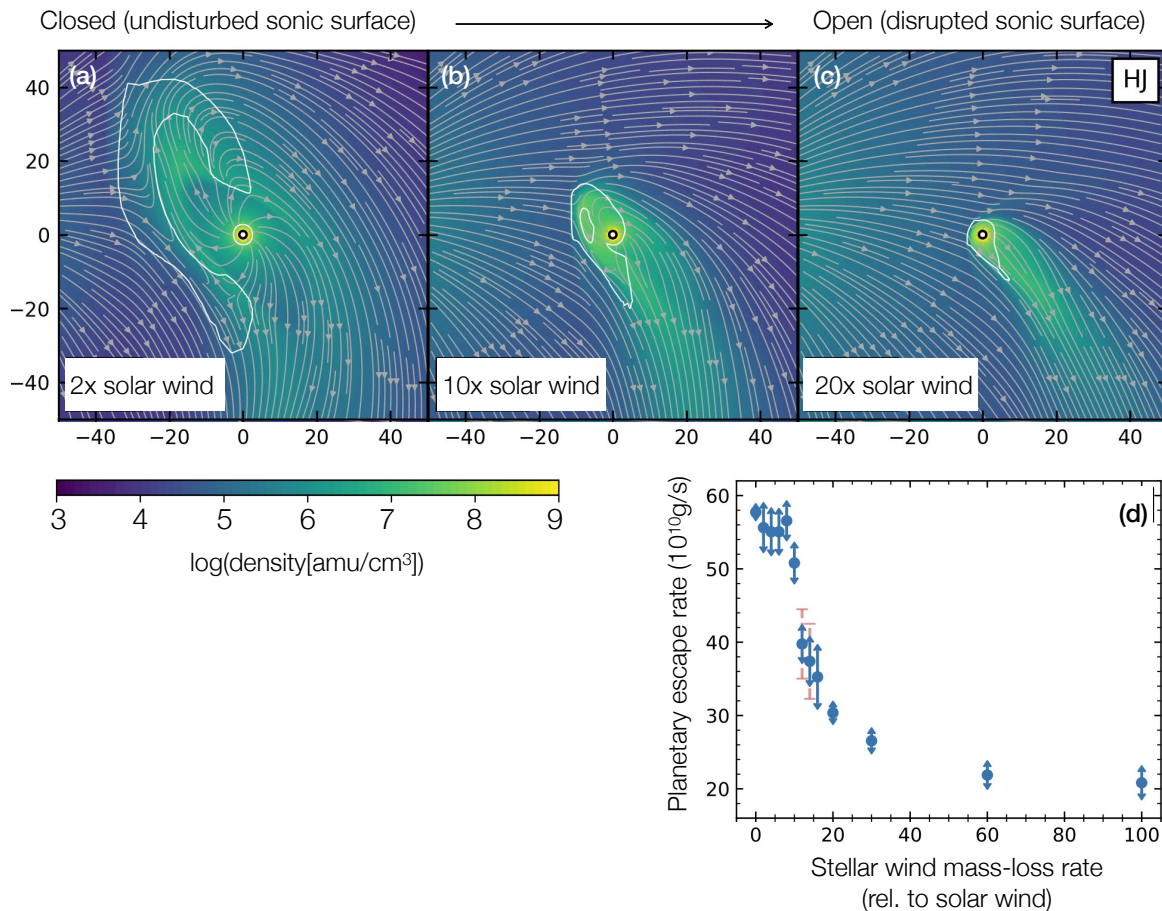 Closed (undisturbed sonic surface)
Open (disrupted sonic surface)
(a)
(b)
(c)
HJ
40
20
0
−20
−40
2x solar wind
10x solar wind
20x solar wind
−40 −20 0 20 40
−40 −20 0 20 40
−40 −20 0 20 40
3 4 5 6 7 8 9
log(density[amu/cm³])
(d)
Planetary escape rate (10¹⁰g/s)
60
50
40
30
20
0 20 40 60 80 100
Stellar wind mass-loss rate
(rel. to solar wind)